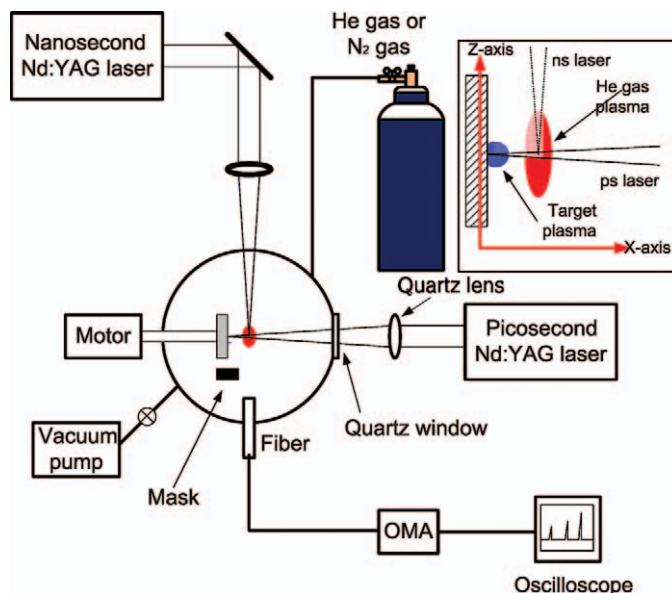 Nanosecond
Nd:YAG laser
He gas or
N₂ gas
Z-axis
ns laser
He gas
plasma
ps laser
Target
plasma
X-axis
Quartz lens
Motor
Picosecond
Nd:YAG laser
Vacuum
pump
Fiber
Quartz window
Mask
OMA
Oscilloscope